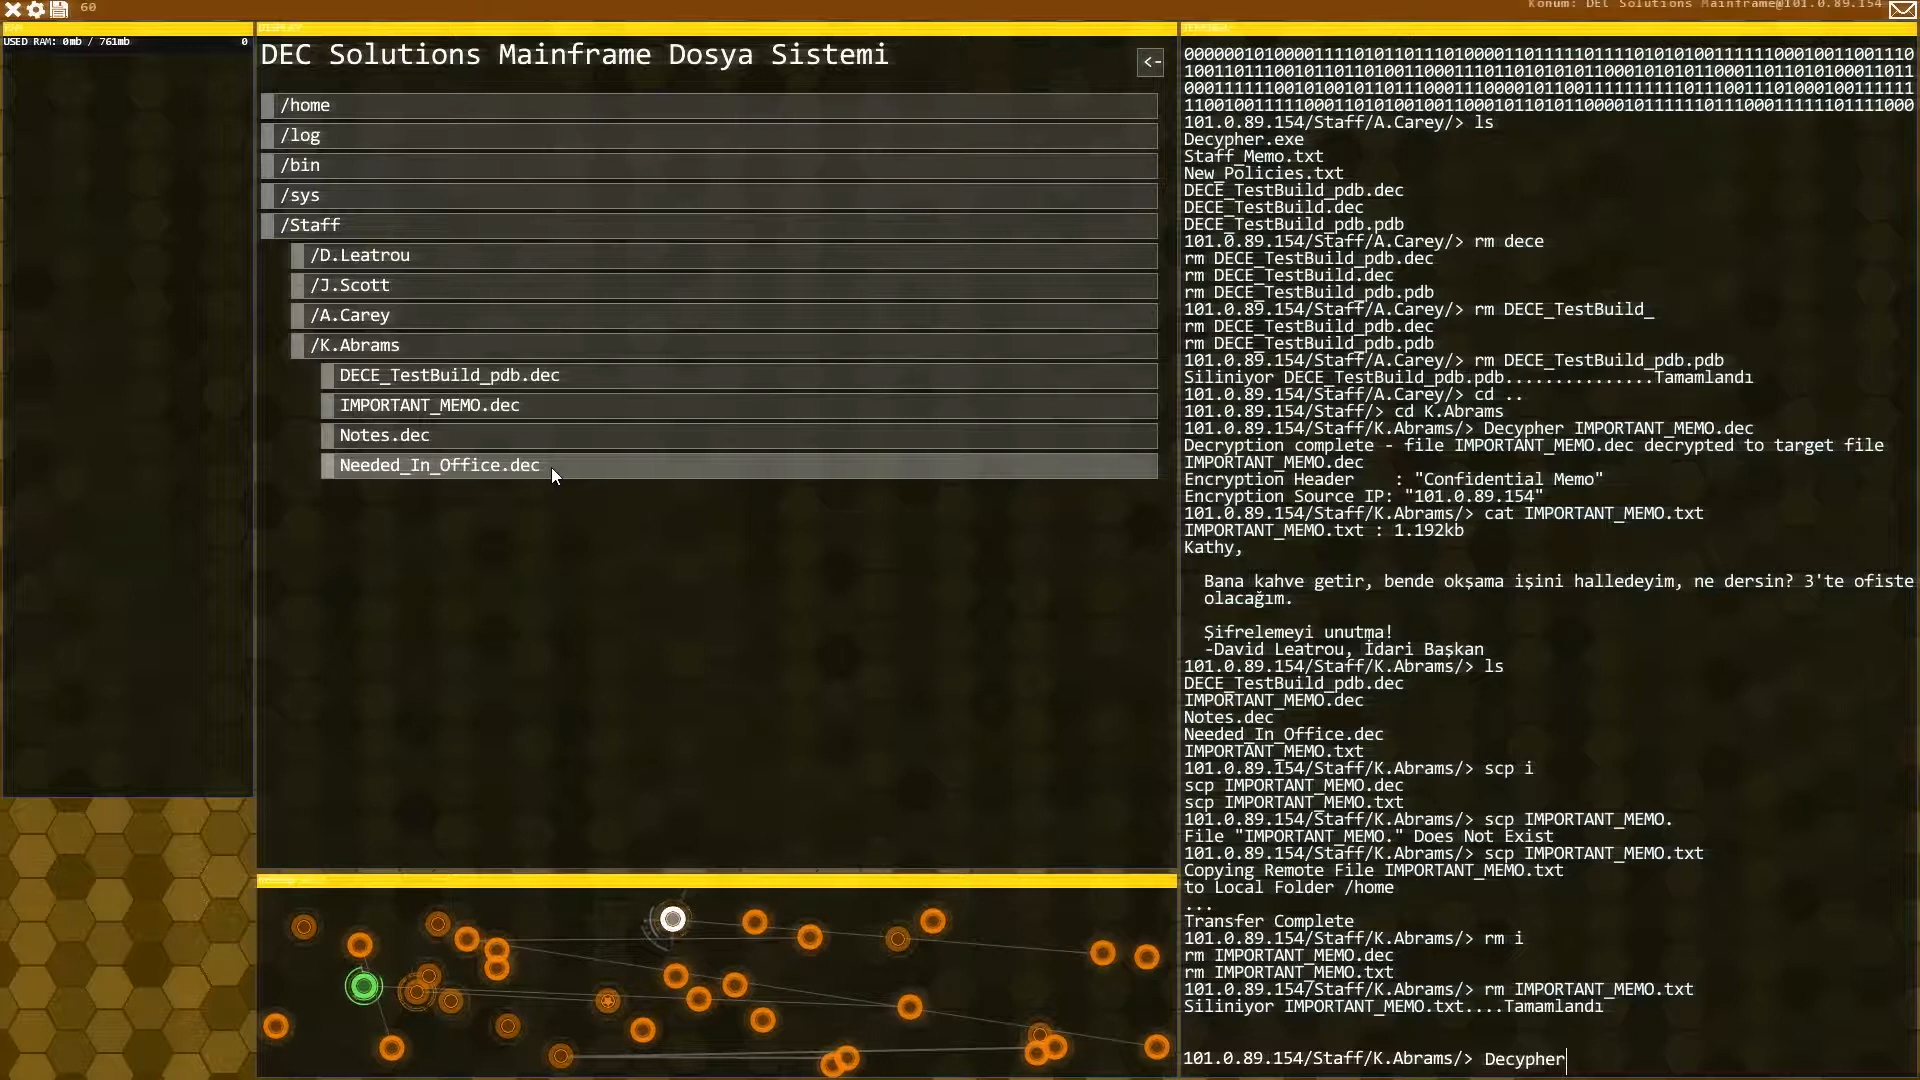 60
Konum: DEC Solutions Mainframe@101.0.89.154
USED RAM: 0mb / 761mb 0
DEC Solutions Mainframe Dosya Sistemi
<-
/home
/log
/bin
/sys
/Staff
/D.Leatrou
/J.Scott
/A.Carey
/K.Abrams
DECE_TestBuild_pdb.dec
IMPORTANT_MEMO.dec
Notes.dec
Needed_In_Office.dec
101.0.89.154/Staff/A.Carey/> ls
Decypher.exe
Staff_Memo.txt
New_Policies.txt
DECE_TestBuild_pdb.dec
DECE_TestBuild.dec
DECE_TestBuild_pdb.pdb
101.0.89.154/Staff/A.Carey/> rm dece
rm DECE_TestBuild_pdb.dec
rm DECE_TestBuild.dec
rm DECE_TestBuild_pdb.pdb
101.0.89.154/Staff/A.Carey/> rm DECE_TestBuild_
rm DECE_TestBuild_pdb.dec
rm DECE_TestBuild_pdb.pdb
101.0.89.154/Staff/A.Carey/> rm DECE_TestBuild_pdb.pdb
Siliniyor DECE_TestBuild_pdb.pdb...............Tamamlandı
101.0.89.154/Staff/A.Carey/> cd ..
101.0.89.154/Staff/> cd K.Abrams
101.0.89.154/Staff/K.Abrams/> Decypher IMPORTANT_MEMO.dec
Decryption complete - file IMPORTANT_MEMO.dec decrypted to target file
IMPORTANT_MEMO.dec
Encryption Header    : "Confidential Memo"
Encryption Source IP: "101.0.89.154"
101.0.89.154/Staff/K.Abrams/> cat IMPORTANT_MEMO.txt
IMPORTANT_MEMO.txt : 1.192kb
Kathy,
Bana kahve getir, bende okşama işini halledeyim, ne dersin? 3'te ofiste
olacağım.
Şifrelemeyi unutma!
-David Leatrou, İdari Başkan
101.0.89.154/Staff/K.Abrams/> ls
DECE_TestBuild_pdb.dec
IMPORTANT_MEMO.dec
Notes.dec
Needed_In_Office.dec
IMPORTANT_MEMO.txt
101.0.89.154/Staff/K.Abrams/> scp i
scp IMPORTANT_MEMO.dec
scp IMPORTANT_MEMO.txt
101.0.89.154/Staff/K.Abrams/> scp IMPORTANT_MEMO.
File "IMPORTANT_MEMO." Does Not Exist
101.0.89.154/Staff/K.Abrams/> scp IMPORTANT_MEMO.txt
Copying Remote File IMPORTANT_MEMO.txt
to Local Folder /home
...
Transfer Complete
101.0.89.154/Staff/K.Abrams/> rm i
rm IMPORTANT_MEMO.dec
rm IMPORTANT_MEMO.txt
101.0.89.154/Staff/K.Abrams/> rm IMPORTANT_MEMO.txt
Siliniyor IMPORTANT_MEMO.txt....Tamamlandı
101.0.89.154/Staff/K.Abrams/> Decypher